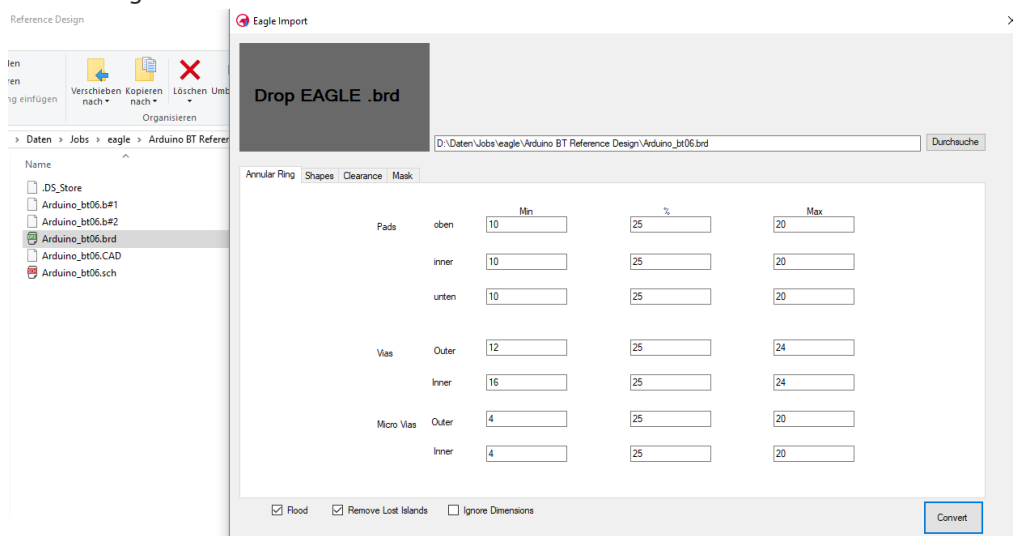 Reference Design
len
ren
ng einfügen
Verschieben nach
Kopieren nach
Löschen
Umb
Organisieren
> Daten > Jobs > eagle > Arduino BT Referer
Name
.DS_Store
Arduino_bt06.b#1
Arduino_bt06.b#2
Arduino_bt06.brd
Arduino_bt06.CAD
Arduino_bt06.sch
Eagle Import
Drop EAGLE .brd
D:\Daten\Jobs\eagle\Arduino BT Reference Design\Arduino_bt06.brd
Durchsuche
Annular Ring Shapes Clearance Mask
Min % Max
Pads oben 10 25 20
inner 10 25 20
unten 10 25 20
Vias Outer 12 25 24
Inner 16 25 24
Micro Vias Outer 4 25 20
Inner 4 25 20
Flood Remove Lost Islands Ignore Dimensions
Convert